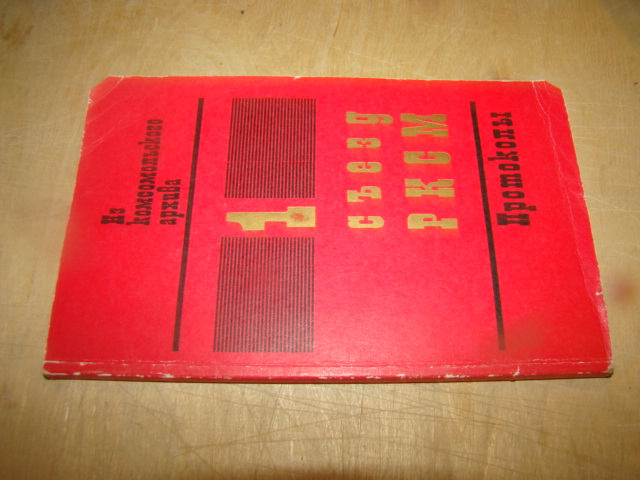 Из
комсомольского
архива
1
съезд
РКСМ
Протоколы